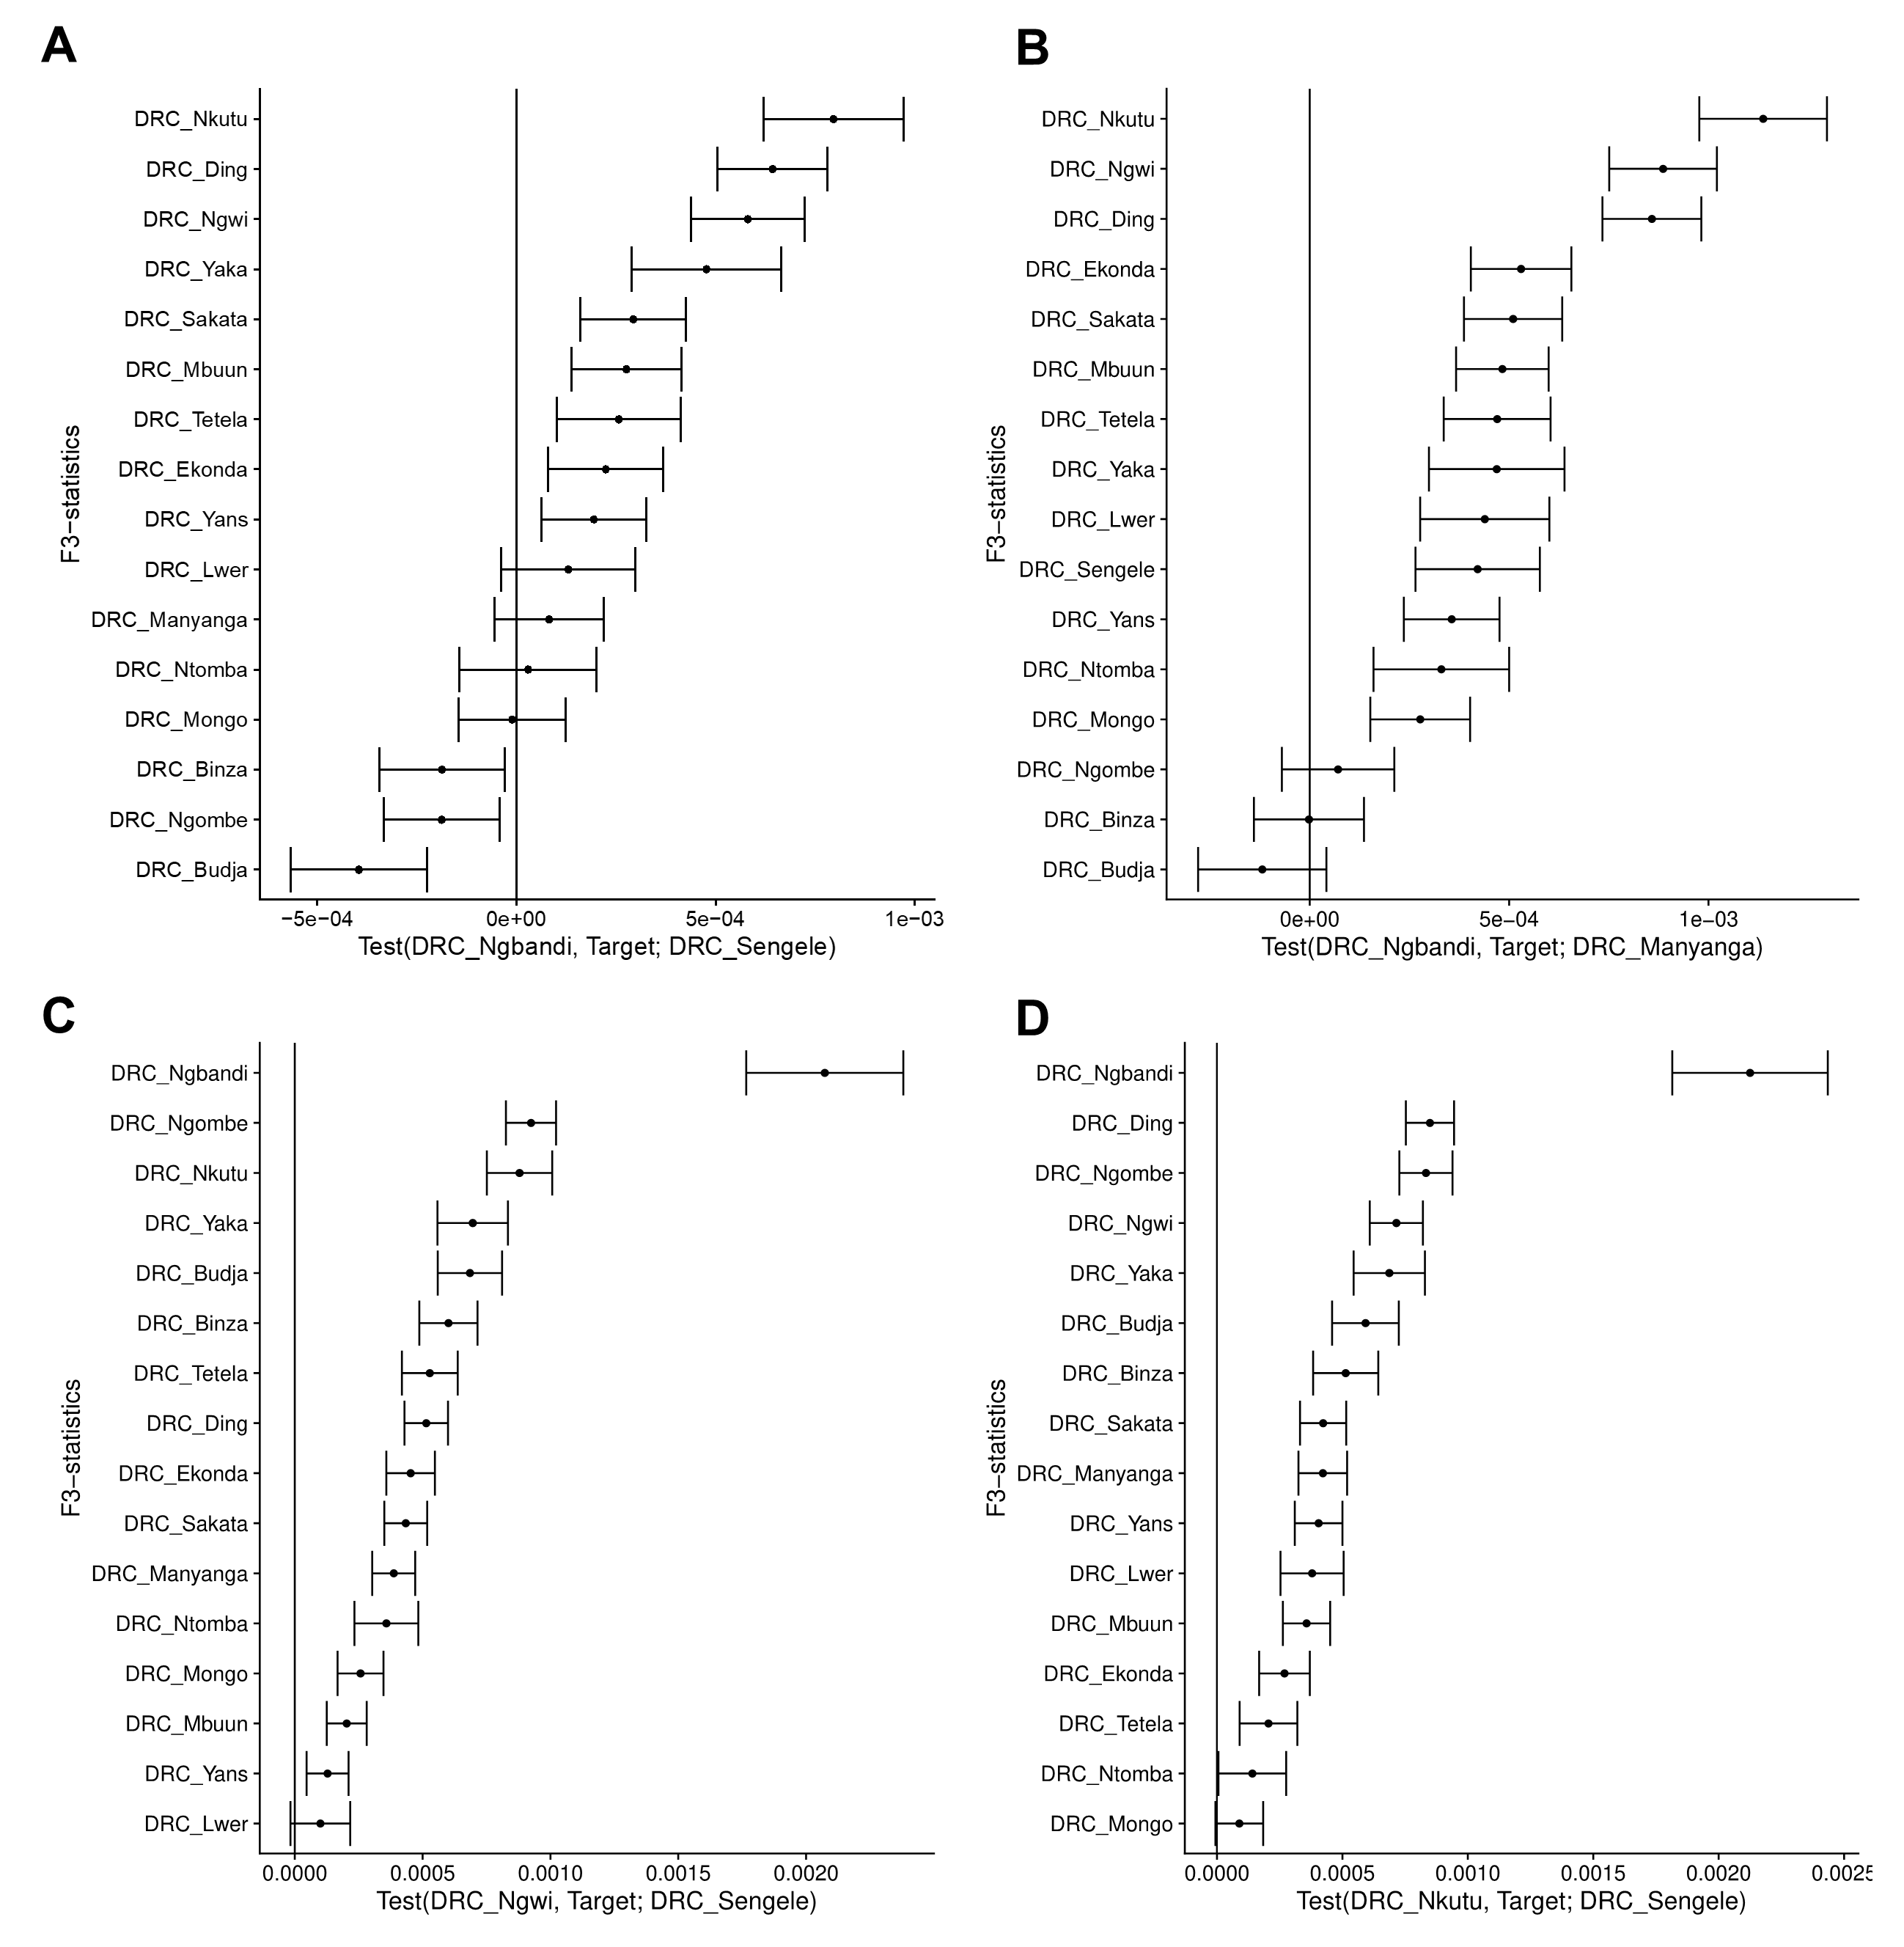 A
F3−statistics
DRC_Nkutu
DRC_Ding
DRC_Ngwi
DRC_Yaka
DRC_Sakata
DRC_Mbuun
DRC_Tetela
DRC_Ekonda
DRC_Yans
DRC_Lwer
DRC_Manyanga
DRC_Ntomba
DRC_Mongo
DRC_Binza
DRC_Ngombe
DRC_Budja
−5e−04 0e+00 5e−04 1e−03
Test(DRC_Ngbandi, Target; DRC_Sengele)
B
F3−statistics
DRC_Nkutu
DRC_Ngwi
DRC_Ding
DRC_Ekonda
DRC_Sakata
DRC_Mbuun
DRC_Tetela
DRC_Yaka
DRC_Lwer
DRC_Sengele
DRC_Yans
DRC_Ntomba
DRC_Mongo
DRC_Ngombe
DRC_Binza
DRC_Budja
0e+00 5e−04 1e−03
Test(DRC_Ngbandi, Target; DRC_Manyanga)
C
F3−statistics
DRC_Ngbandi
DRC_Ngombe
DRC_Nkutu
DRC_Yaka
DRC_Budja
DRC_Binza
DRC_Tetela
DRC_Ding
DRC_Ekonda
DRC_Sakata
DRC_Manyanga
DRC_Ntomba
DRC_Mongo
DRC_Mbuun
DRC_Yans
DRC_Lwer
0.0000 0.0005 0.0010 0.0015 0.0020
Test(DRC_Ngwi, Target; DRC_Sengele)
D
F3−statistics
DRC_Ngbandi
DRC_Ding
DRC_Ngombe
DRC_Ngwi
DRC_Yaka
DRC_Budja
DRC_Binza
DRC_Sakata
DRC_Manyanga
DRC_Yans
DRC_Lwer
DRC_Mbuun
DRC_Ekonda
DRC_Tetela
DRC_Ntomba
DRC_Mongo
0.0000 0.0005 0.0010 0.0015 0.0020 0.0025
Test(DRC_Nkutu, Target; DRC_Sengele)